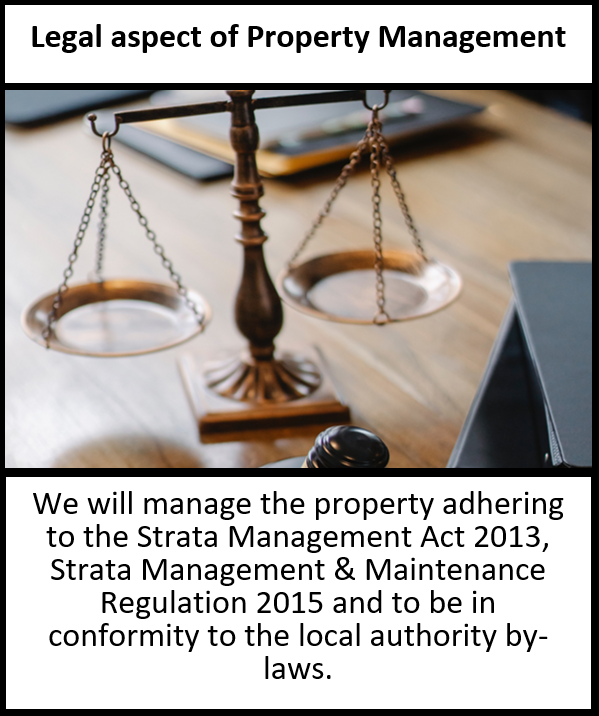 Legal aspect of Property Management
We will manage the property adhering
to the Strata Management Act 2013,
Strata Management & Maintenance
Regulation 2015 and to be in
conformity to the local authority by-
laws.